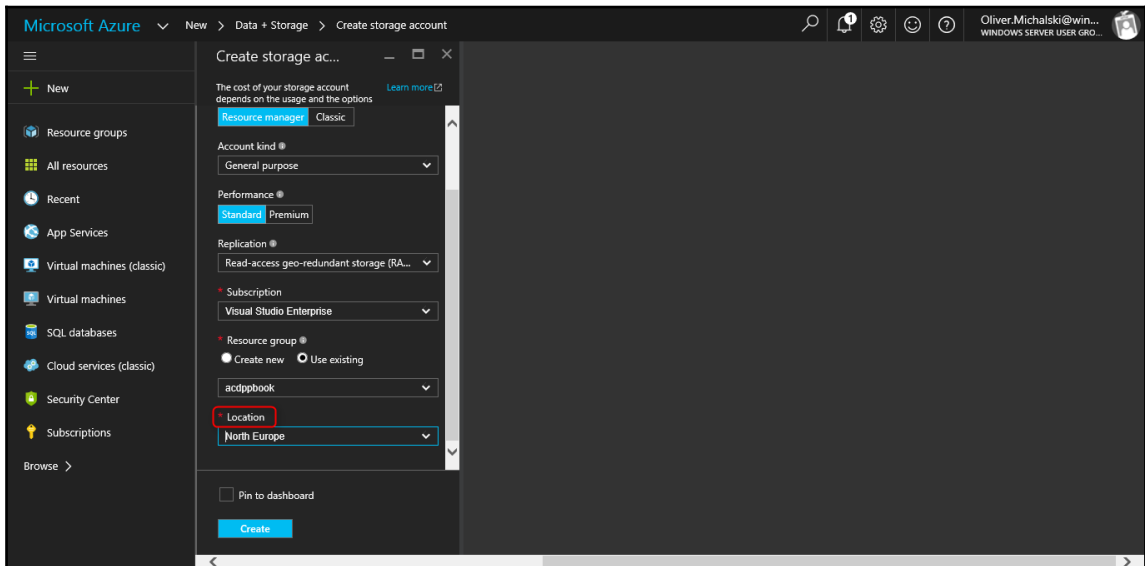 Microsoft Azure New > Data + Storage > Create storage account
1
Oliver.Michalski@win...
WINDOWS SERVER USER GRO...
New
Resource groups
All resources
Recent
App Services
Virtual machines (classic)
Virtual machines
SQL databases
Cloud services (classic)
Security Center
Subscriptions
Browse >
Create storage ac...
The cost of your storage account Learn more
depends on the usage and the options
Resource manager Classic
Account kind
General purpose
Performance
Standard Premium
Replication
Read-access geo-redundant storage (RA...
* Subscription
Visual Studio Enterprise
* Resource group
Create new Use existing
acdppbook
* Location
North Europe
Pin to dashboard
Create